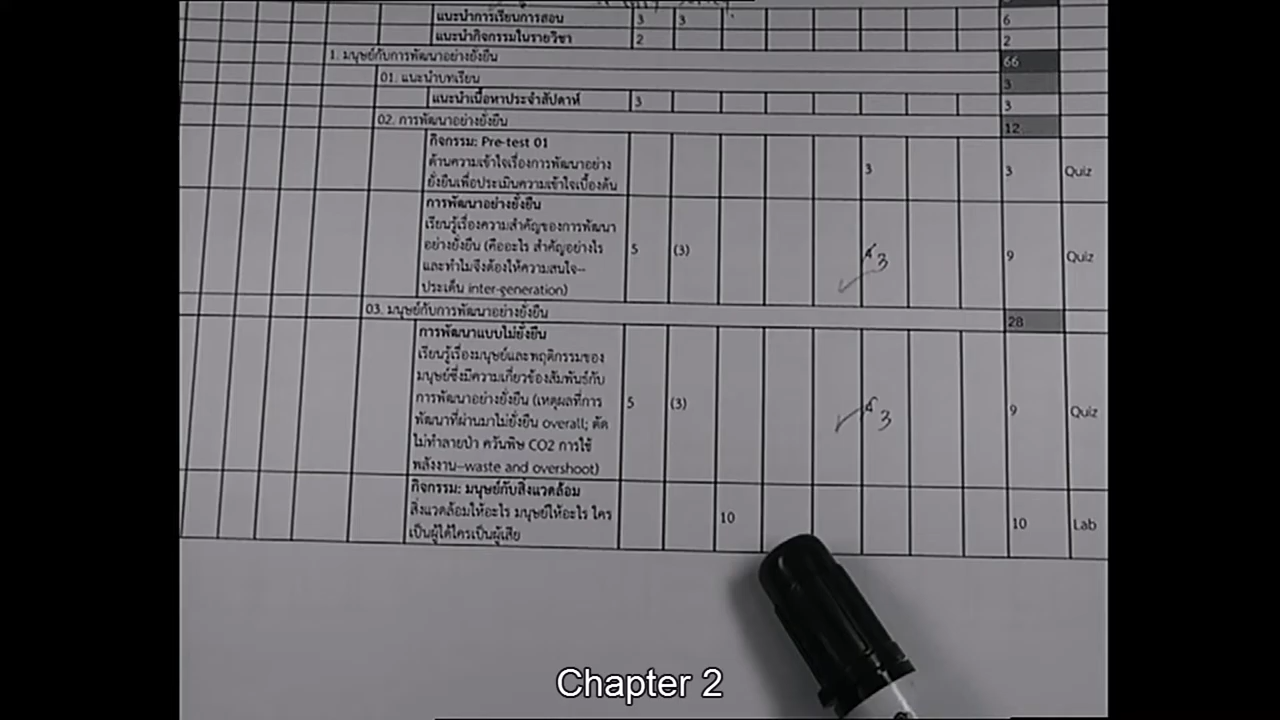 แนะนำการเรียนการสอน 3 3 6
แนะนำกิจกรรมในรายวิชา 2 2
1. มนุษย์กับการพัฒนาอย่างยั่งยืน 66
01. แนะนำบทเรียน 3
แนะนำเนื้อหาประจำสัปดาห์ 3 3
02. การพัฒนาอย่างยั่งยืน 12
กิจกรรม: Pre-test 01
ด้านความเข้าใจเรื่องการพัฒนาอย่าง 3 3 Quiz
ยั่งยืนเพื่อประเมินความเข้าใจเบื้องต้น
การพัฒนาอย่างยั่งยืน
เรียนรู้เรื่องความสำคัญของการพัฒนา
อย่างยั่งยืน (คืออะไร สำคัญอย่างไร 5 (3) 3 9 Quiz
และทำไมจึงต้องให้ความสนใจ--
ประเด็น inter-generation)
03. มนุษย์กับการพัฒนาอย่างยั่งยืน 28
การพัฒนาแบบไม่ยั่งยืน
เรียนรู้เรื่องมนุษย์และพฤติกรรมของ
มนุษย์ซึ่งมีความเกี่ยวข้องสัมพันธ์กับ
การพัฒนาอย่างยั่งยืน (เหตุผลที่การ 5 (3) 3 9 Quiz
พัฒนาที่ผ่านมาไม่ยั่งยืน overall; ตัด
ไม้ทำลายป่า ควันพิษ CO2 การใช้
พลังงาน--waste and overshoot)
กิจกรรม: มนุษย์กับสิ่งแวดล้อม
สิ่งแวดล้อมให้อะไร มนุษย์ให้อะไร ใคร 10 10 Lab
เป็นผู้ได้ใครเป็นผู้เสีย
Chapter 2